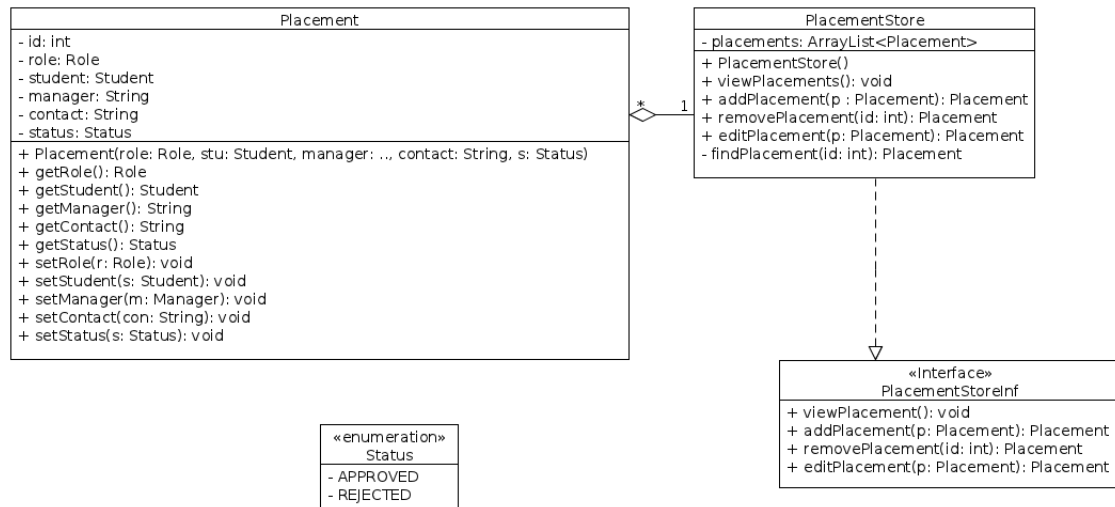 Placement
- id: int
- role: Role
- student: Student
- manager: String
- contact: String
- status: Status
+ Placement(role: Role, stu: Student, manager: .., contact: String, s: Status)
+ getRole(): Role
+ getStudent(): Student
+ getManager(): String
+ getContact(): String
+ getStatus(): Status
+ setRole(r: Role): void
+ setStudent(s: Student): void
+ setManager(m: Manager): void
+ setContact(con: String): void
+ setStatus(s: Status): void
* 1
PlacementStore
- placements: ArrayList<Placement>
+ PlacementStore()
+ viewPlacements(): void
+ addPlacement(p : Placement): Placement
+ removePlacement(id: int): Placement
+ editPlacement(p: Placement): Placement
- findPlacement(id: int): Placement
«Interface»
PlacementStoreInf
+ viewPlacement(): void
+ addPlacement(p: Placement): Placement
+ removePlacement(id: int): Placement
+ editPlacement(p: Placement): Placement
«enumeration»
Status
- APPROVED
- REJECTED